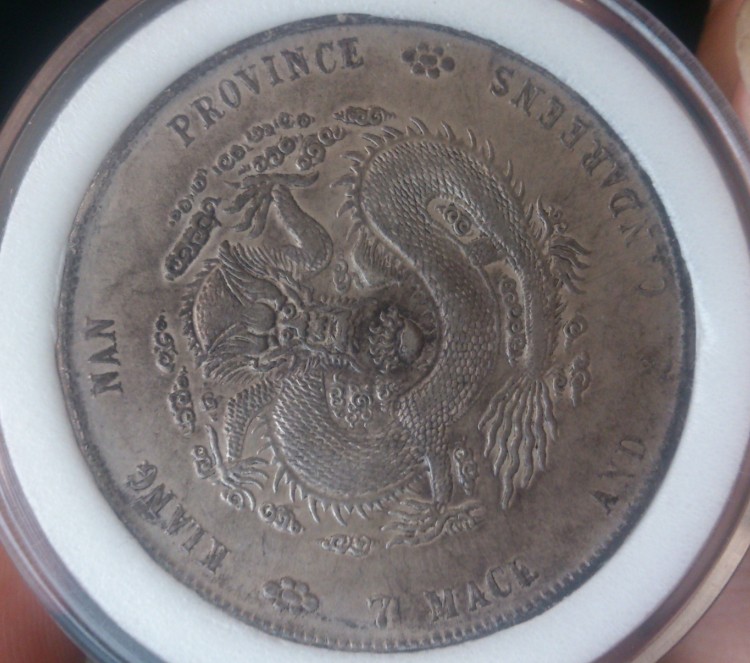 KIANG NAN PROVINCE
7 MACE AND CANDAREENS